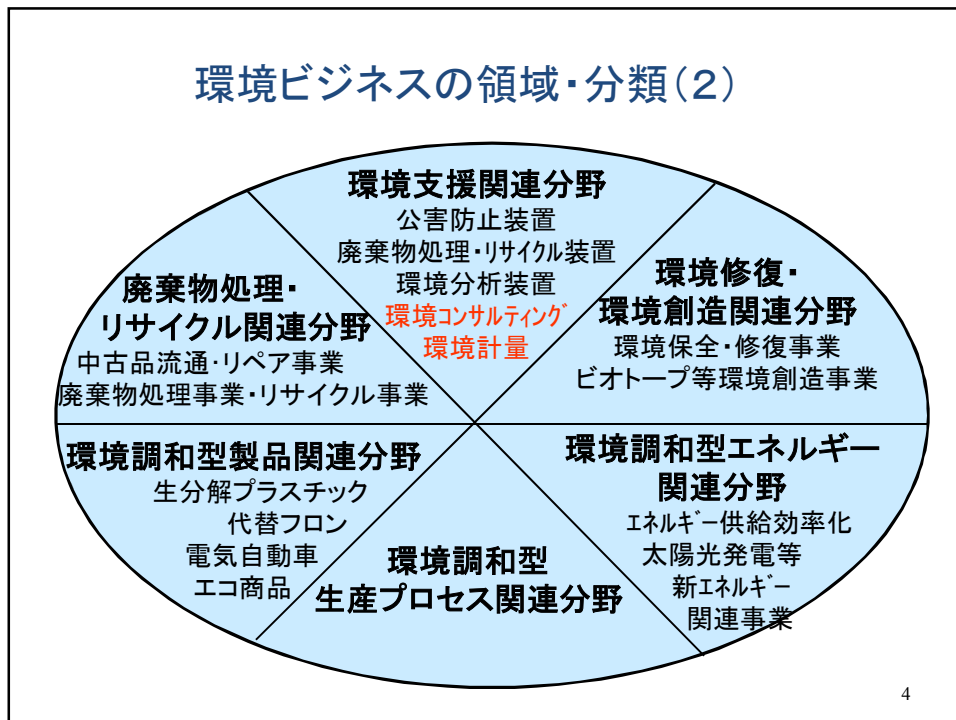 環境ビジネスの領域・分類(2)
環境支援関連分野
公害防止装置
廃棄物処理・ﾘｻｲｸﾙ装置
環境分析装置
環境ｺﾝｻﾙﾃｨﾝｸﾞ
環境計量
環境修復・
環境創造関連分野
環境保全・修復事業
ビオトープ等環境創造事業
廃棄物処理・
リサイクル関連分野
中古品流通･リペア事業
廃棄物処理事業・リサイクル事業
環境調和型製品関連分野
生分解プラスチック
代替フロン
電気自動車
エコ商品
環境調和型
生産プロセス関連分野
環境調和型エネルギー
関連分野
ｴﾈﾙｷﾞｰ供給効率化
太陽光発電等
新ｴﾈﾙｷﾞｰ
関連事業
4